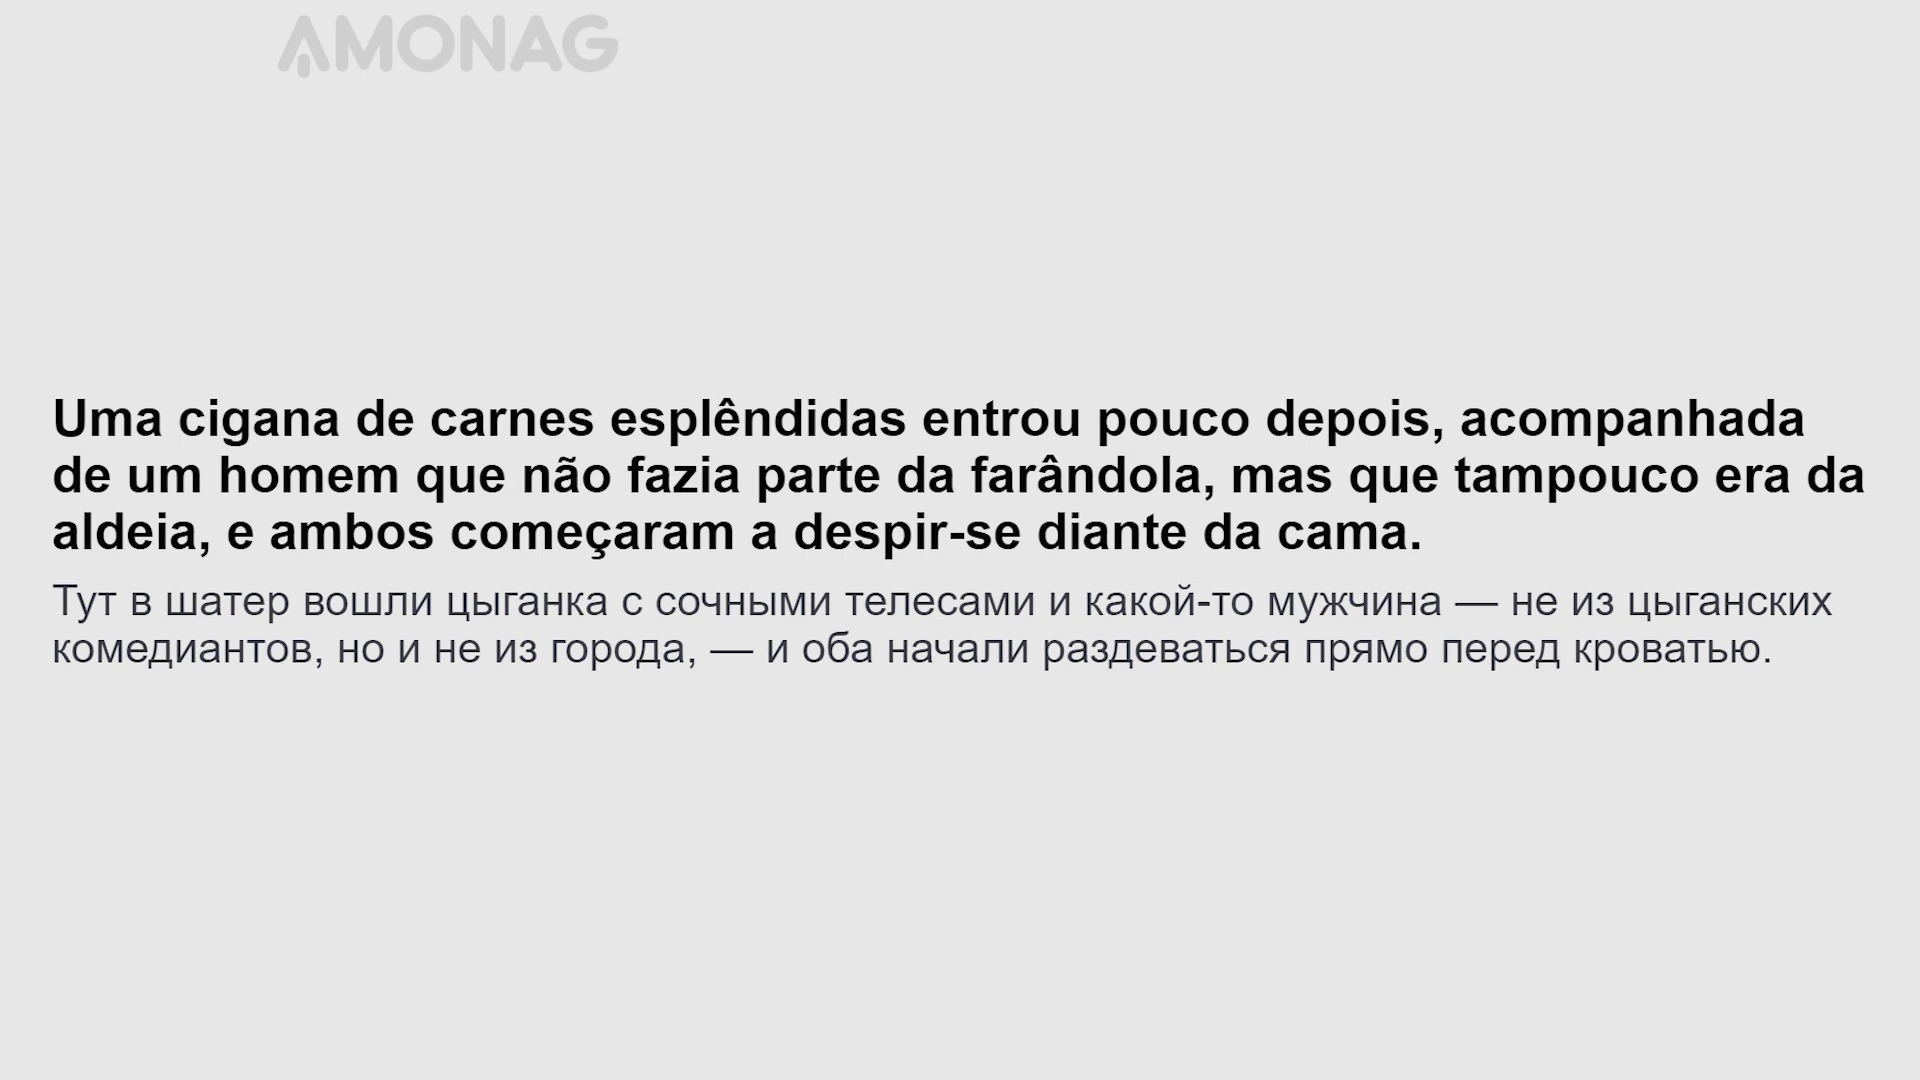 AMONAG
Uma cigana de carnes esplêndidas entrou pouco depois, acompanhada
de um homem que não fazia parte da farândola, mas que tampouco era da
aldeia, e ambos começaram a despir-se diante da cama.
Тут в шатер вошли цыганка с сочными телесами и какой-то мужчина — не из цыганских
комедиантов, но и не из города, — и оба начали раздеваться прямо перед кроватью.